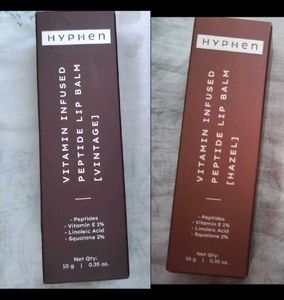 HYPHEN
VITAMIN INFUSED
PEPTIDE LIP BALM
[VINTAGE]
- Peptides
- Vitamin E 1%
- Linoleic Acid
- Squalane 2%
Net Qty:
10 g | 0.35 oz.
HYPHEN
VITAMIN INFUSED
PEPTIDE LIP BALM
[HAZEL]
- Peptides
- Vitamin E 1%
- Linoleic Acid
- Squalane 2%
Net Qty:
10 g | 0.35 oz.